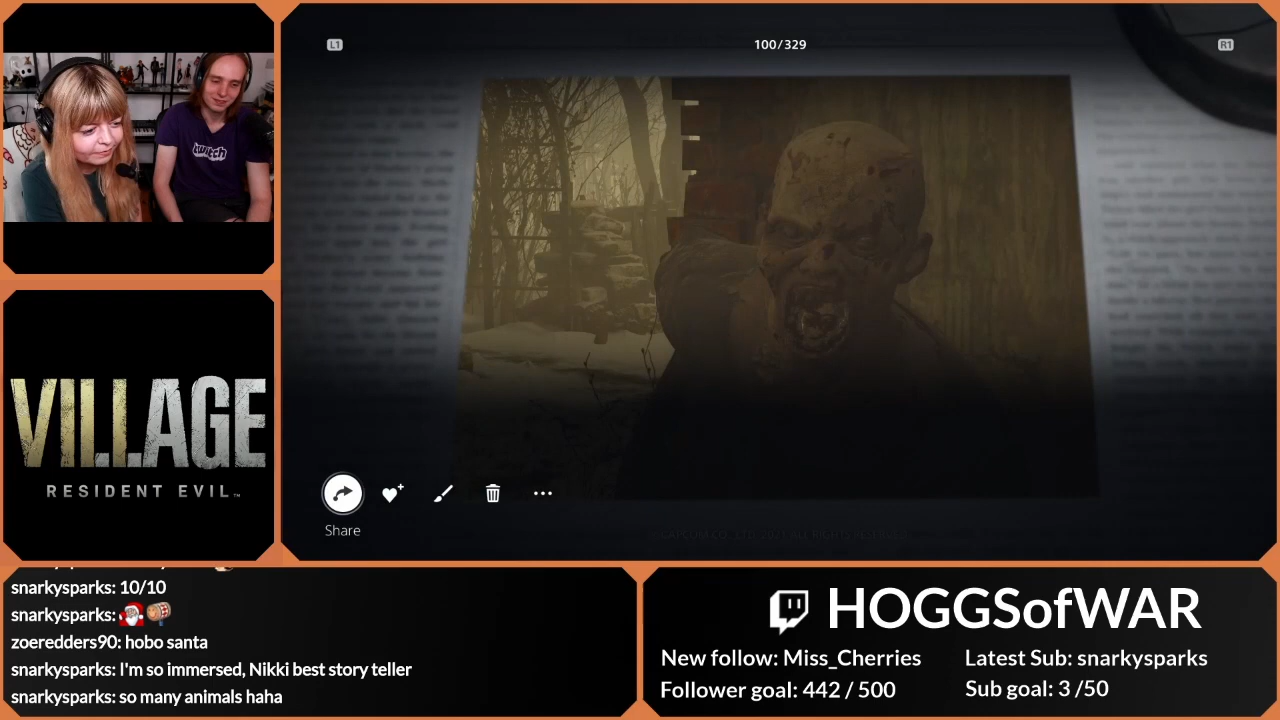 L1
100/329
R1
twitch
VILLAGE
RESIDENT EVIL™
Share
snarkysparks: 10/10
snarkysparks: 🎅🥁
zoeredders90: hobo santa
snarkysparks: I'm so immersed, Nikki best story teller
snarkysparks: so many animals haha
HOGGSofWAR
New follow: Miss_Cherries
Latest Sub: snarkysparks
Follower goal: 442 / 500
Sub goal: 3 /50